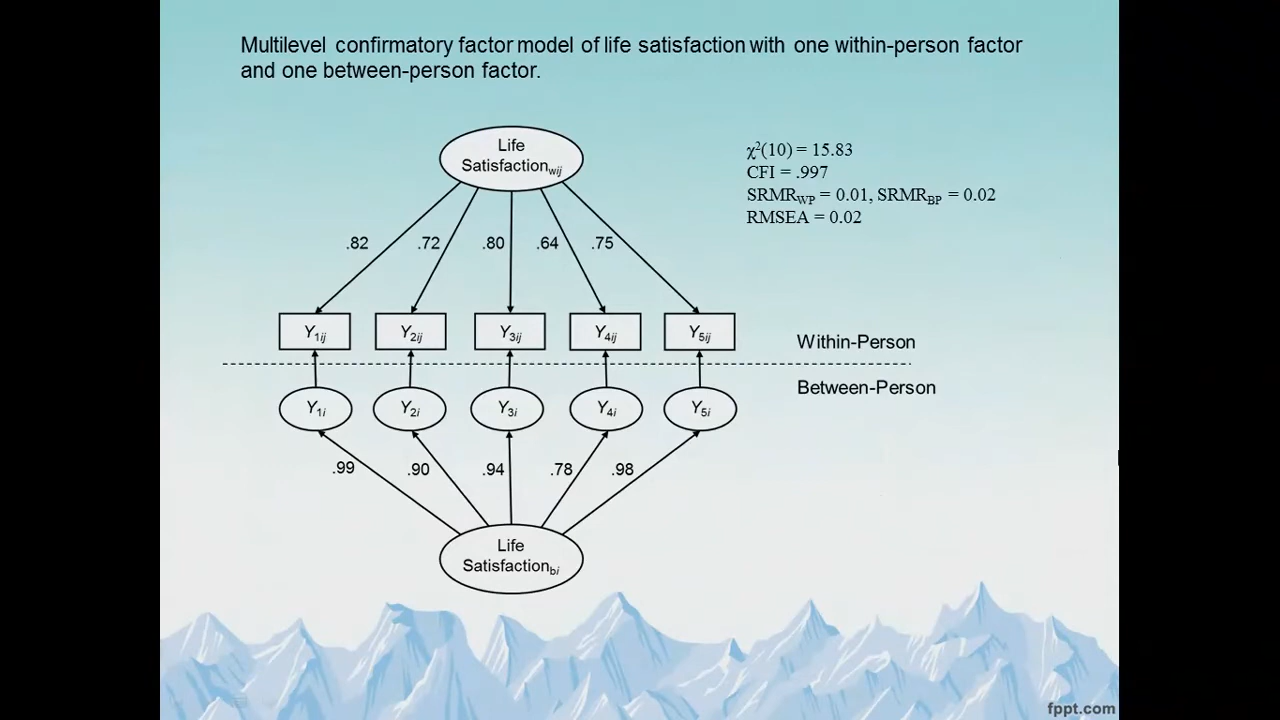 Multilevel confirmatory factor model of life satisfaction with one within-person factor
and one between-person factor.
Life
Satisfactionwij
χ²(10) = 15.83
CFI = .997
SRMRWP = 0.01, SRMRBP = 0.02
RMSEA = 0.02
.82 .72 .80 .64 .75
Y1ij Y2ij Y3ij Y4ij Y5ij
Within-Person
Between-Person
Y1i Y2i Y3i Y4i Y5i
.99 .90 .94 .78 .98
Life
Satisfactionbi
fppt.com